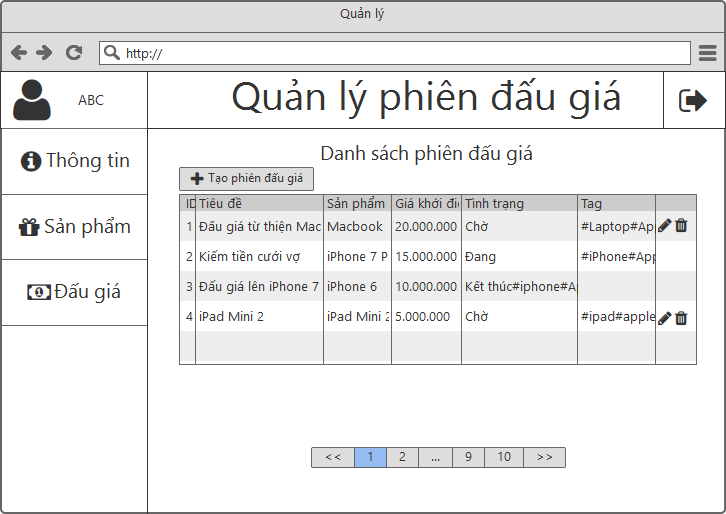 Quản lý
http://
ABC
Quản lý phiên đấu giá
Thông tin
Sản phẩm
Đấu giá
Danh sách phiên đấu giá
Tạo phiên đấu giá
ID Tiêu đề Sản phẩm Giá khởi điể Tình trạng Tag
1 Đấu giá từ thiện Mac Macbook 20.000.000 Chờ #Laptop#App
2 Kiếm tiền cưới vợ iPhone 7 P 15.000.000 Đang #iPhone#App
3 Đấu giá lên iPhone 7 iPhone 6 10.000.000 Kết thúc#iphone#Ap
4 iPad Mini 2 iPad Mini 2 5.000.000 Chờ #ipad#apple
<< 1 2 ... 9 10 >>